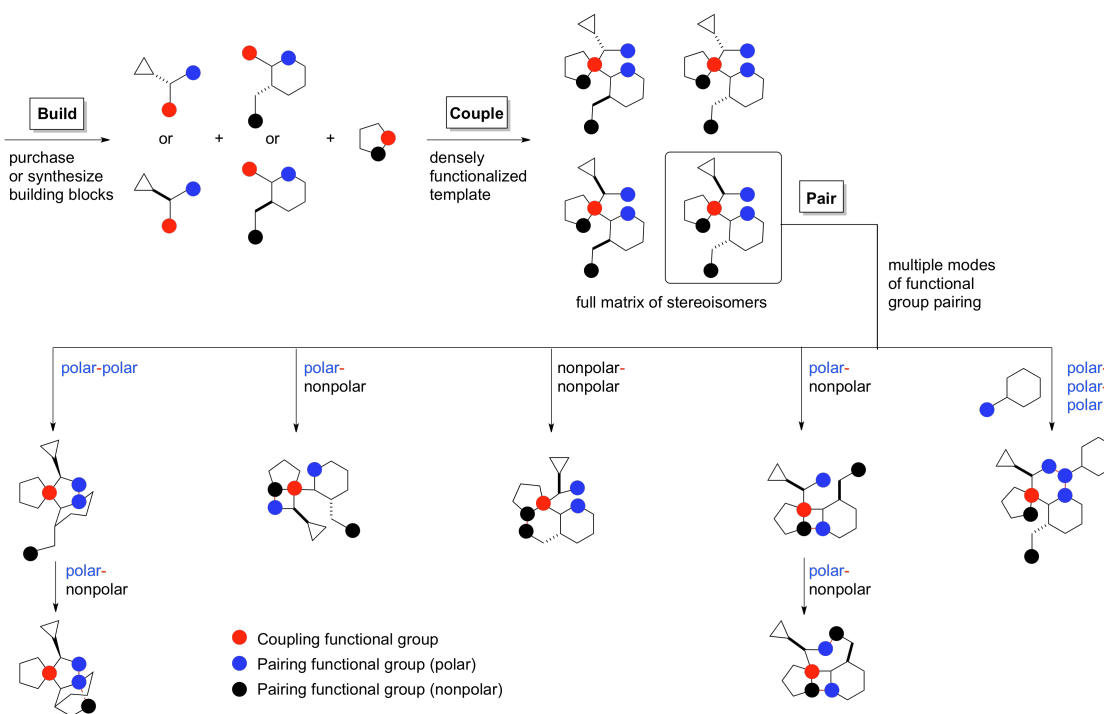 Build
purchase
or synthesize
building blocks
or
+
or
+
Couple
densely
functionalized
template
full matrix of stereoisomers
Pair
multiple modes
of functional
group pairing
polar-polar
polar-
nonpolar
nonpolar-
nonpolar
polar-
nonpolar
polar-
polar-
polar
polar-
nonpolar
polar-
nonpolar
Coupling functional group
Pairing functional group (polar)
Pairing functional group (nonpolar)